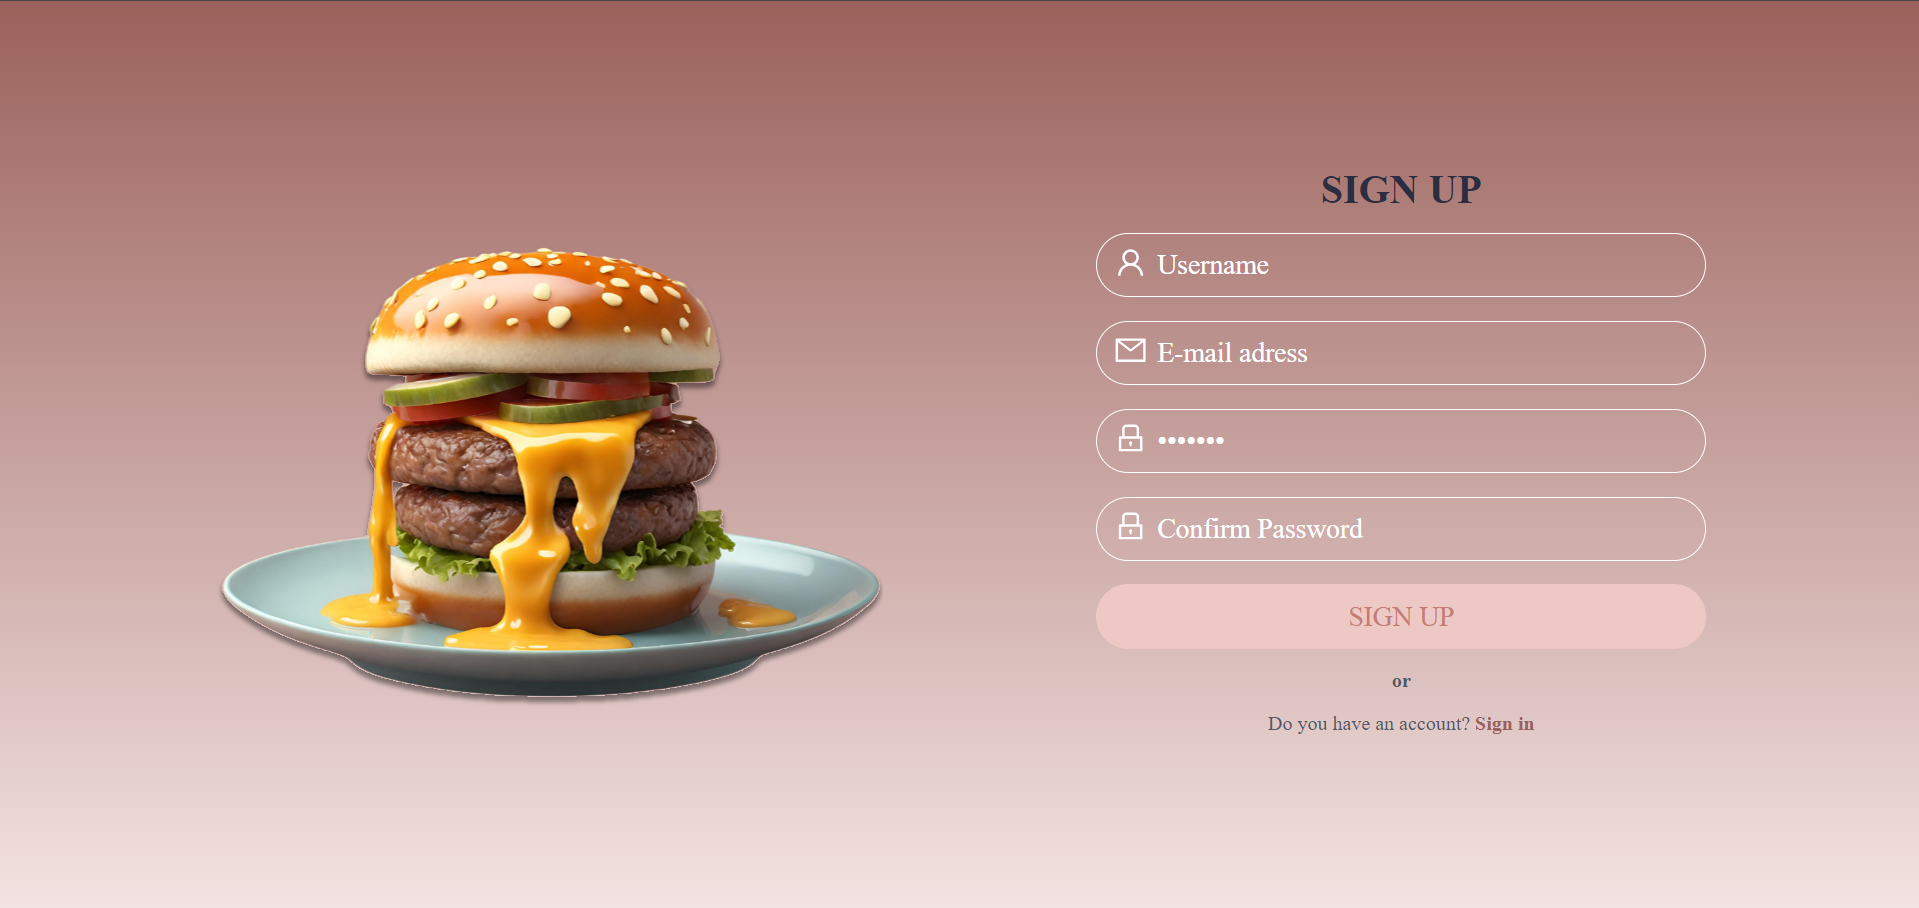 SIGN UP
Username
E-mail adress
•••••••
Confirm Password
SIGN UP
or
Do you have an account? Sign in